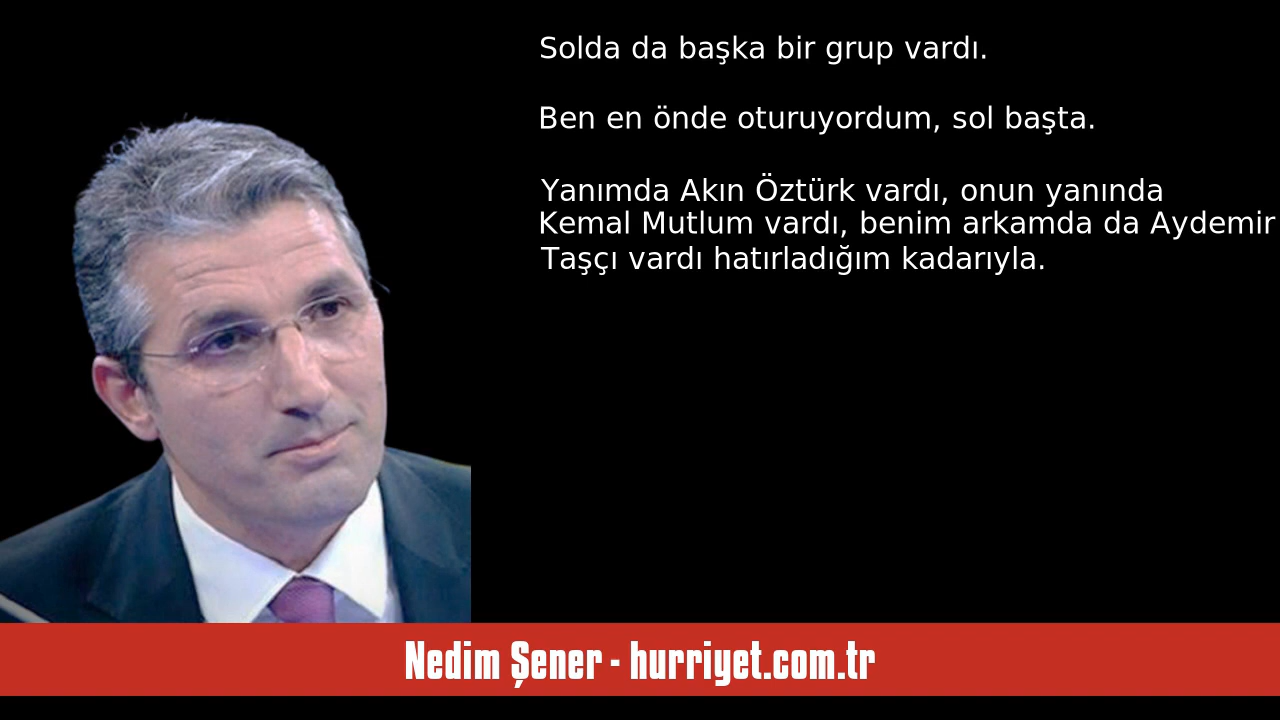 Solda da başka bir grup vardı.
Ben en önde oturuyordum, sol başta.
Yanımda Akın Öztürk vardı, onun yanında
Kemal Mutlum vardı, benim arkamda da Aydemir
Taşçı vardı hatırladığım kadarıyla.
Nedim Şener - hurriyet.com.tr